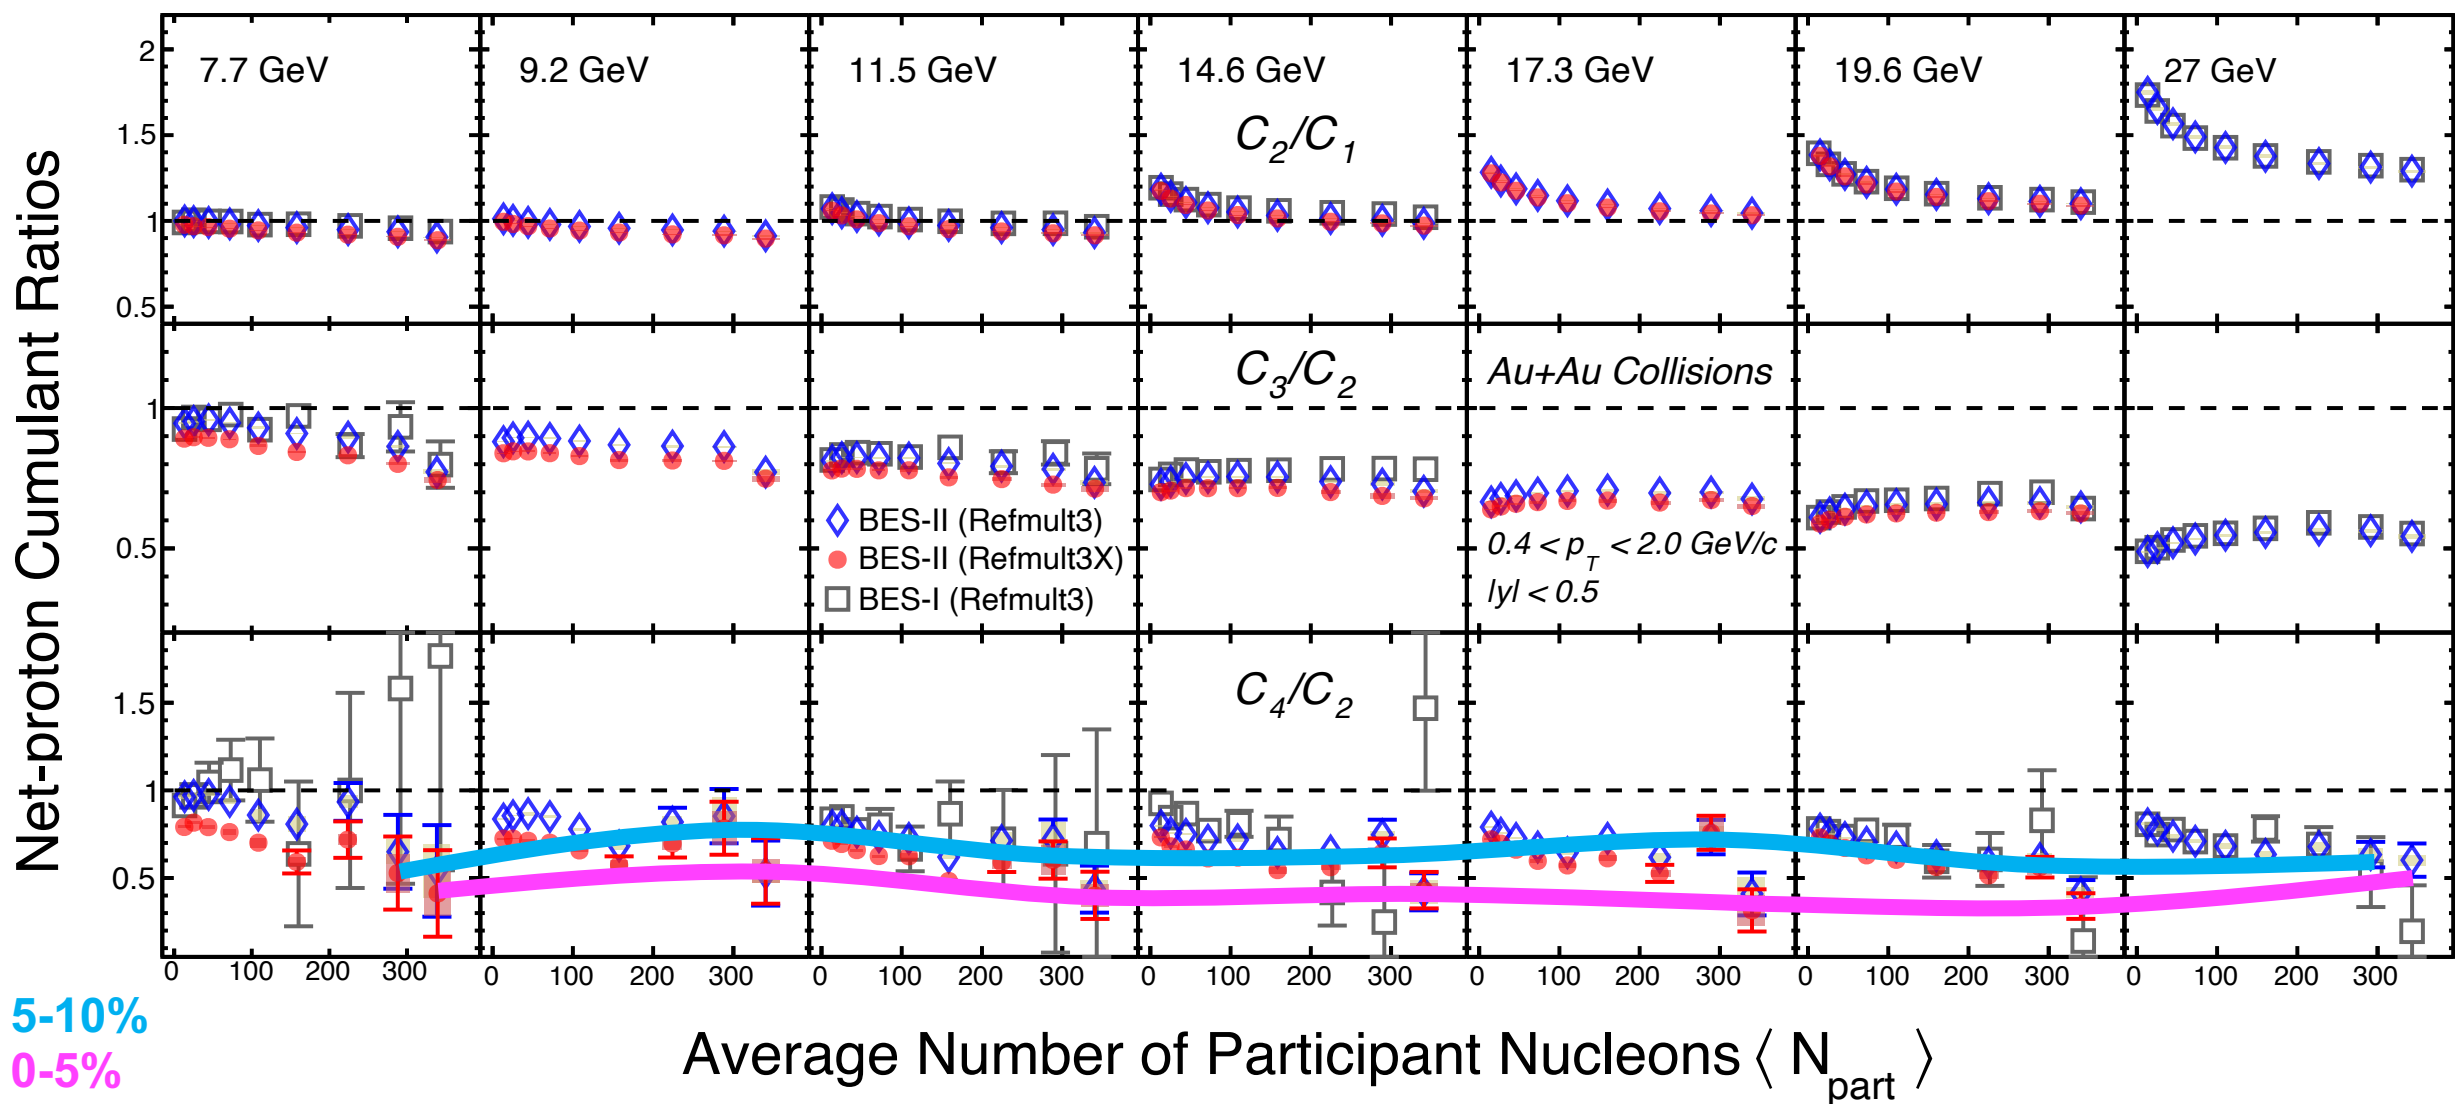 Net-proton Cumulant Ratios
7.7 GeV
9.2 GeV
11.5 GeV
14.6 GeV
17.3 GeV
19.6 GeV
27 GeV
2
1.5
1
0.5
C2/C1
1
0.5
C3/C2
Au+Au Collisions
BES-II (Refmult3)
BES-II (Refmult3X)
BES-I (Refmult3)
0.4 < pT < 2.0 GeV/c
|y| < 0.5
1.5
1
0.5
C4/C2
0 100 200 300
0 100 200 300
0 100 200 300
0 100 200 300
0 100 200 300
0 100 200 300
0 100 200 300
5-10%
0-5%
Average Number of Participant Nucleons ⟨ Npart ⟩